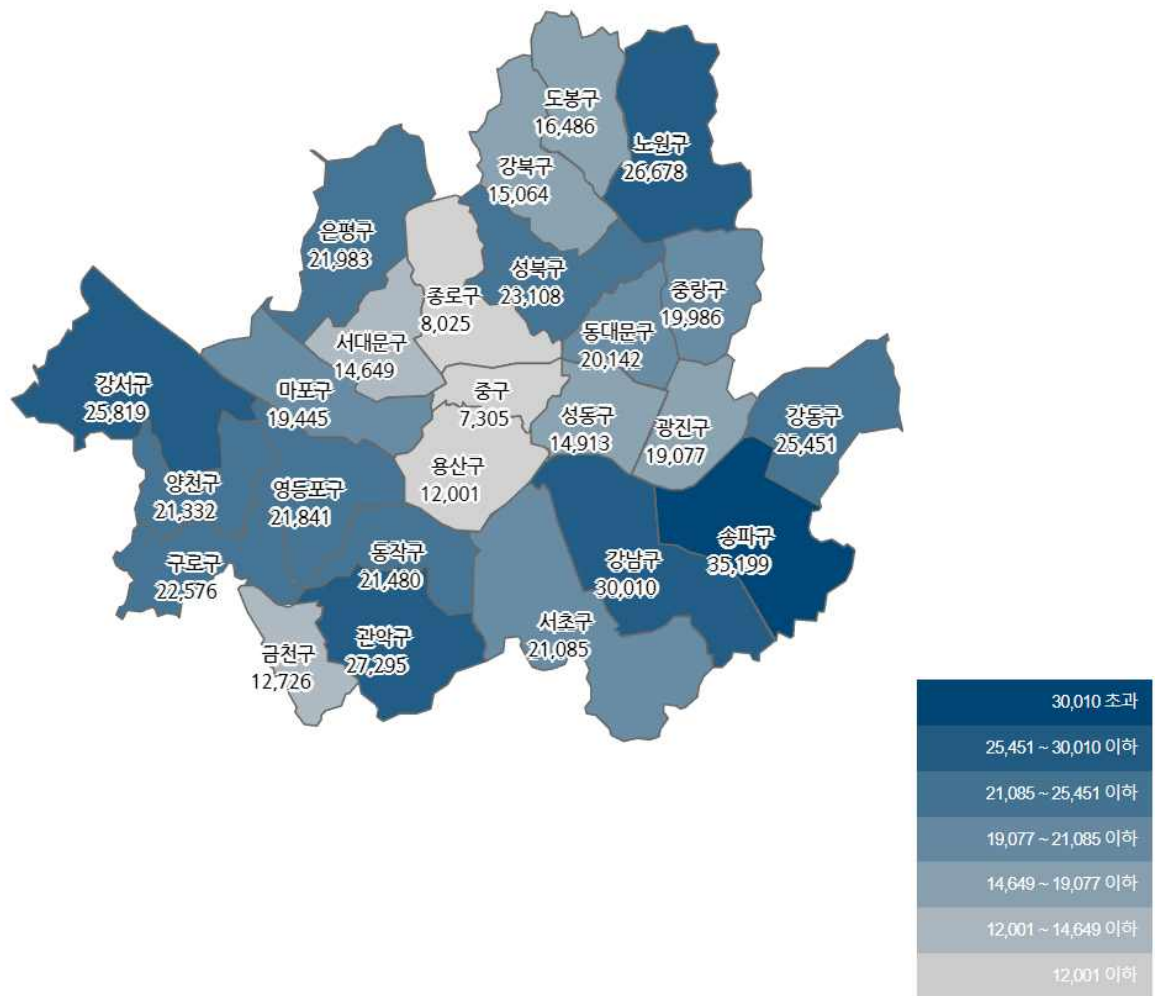 도봉구
16,486
노원구
26,678
강북구
15,064
은평구
21,983
성북구
23,108
종로구
8,025
중랑구
19,986
동대문구
20,142
서대문구
14,649
강서구
25,819
마포구
19,445
중구
7,305
성동구
14,913
광진구
19,077
강동구
25,451
용산구
12,001
양천구
21,332
영등포구
21,841
송파구
35,199
강남구
30,010
동작구
21,480
구로구
22,576
서초구
21,085
관악구
27,295
금천구
12,726
30,010 초과
25,451 ~ 30,010 이하
21,085 ~ 25,451 이하
19,077 ~ 21,085 이하
14,649 ~ 19,077 이하
12,001 ~ 14,649 이하
12,001 이하